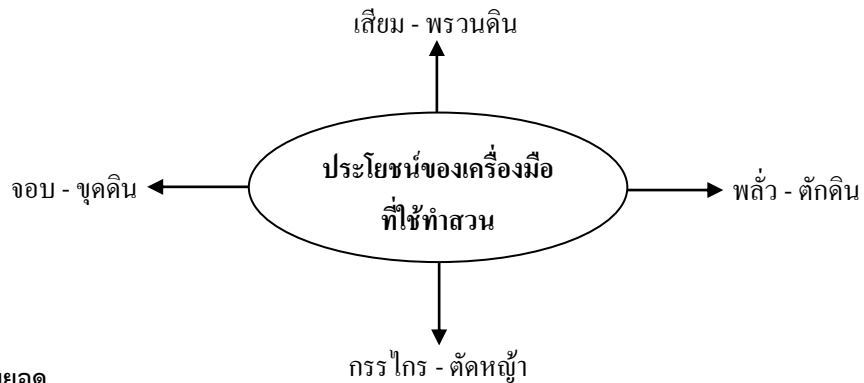 เสียม - พรวนดิน
ประโยชน์ของเครื่องมือ
ที่ใช้ทำสวน
จอบ - ขุดดิน
พลั่ว - ตักดิน
กรรไกร - ตัดหญ้า